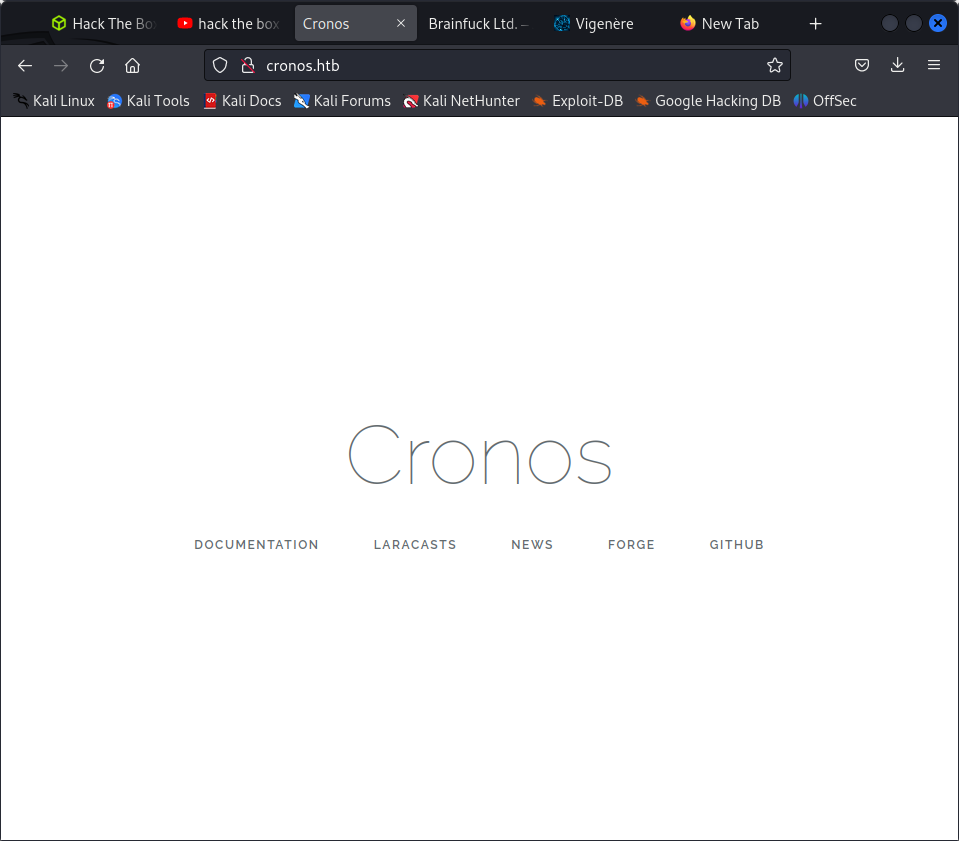 Hack The Bo hack the box Cronos Brainfuck Ltd. – Vigenère New Tab
cronos.htb
Kali Linux Kali Tools Kali Docs Kali Forums Kali NetHunter Exploit-DB Google Hacking DB OffSec
Cronos
DOCUMENTATION LARACASTS NEWS FORGE GITHUB